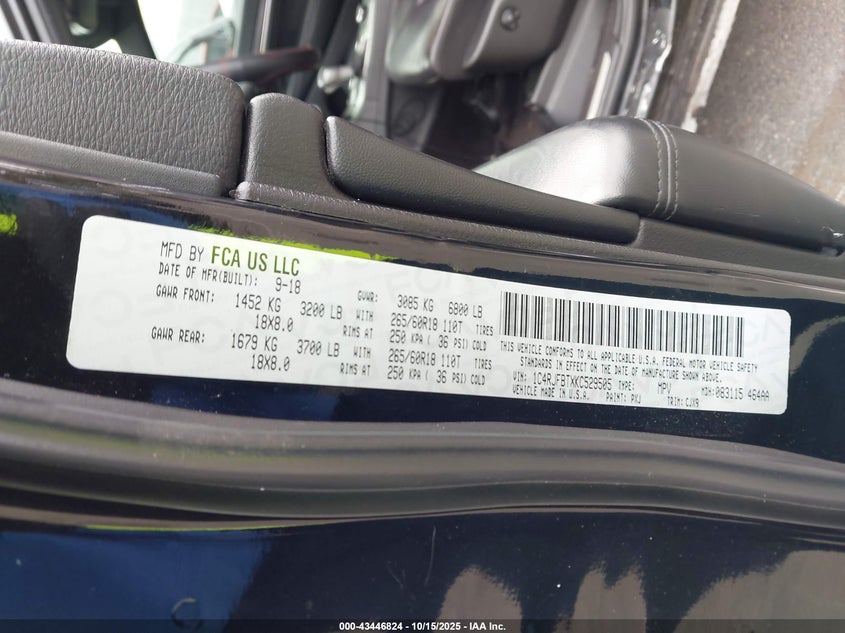 MFD BY FCA US LLC
DATE OF MFR(BUILT): 9-18 GVWR: 3085 KG 6800 LB
GAWR FRONT: 1452 KG 3200 LB WITH 265/60R18 110T TIRES
18X8.0 RIMS AT 250 KPA ( 36 PSI) COLD
GAWR REAR: 1679 KG 3700 LB WITH 265/60R18 110T TIRES
18X8.0 RIMS AT 250 KPA ( 36 PSI) COLD
THIS VEHICLE CONFORMS TO ALL APPLICABLE U.S.A. FEDERAL MOTOR VEHICLE SAFETY
STANDARDS IN EFFECT ON THE DATE OF MANUFACTURE SHOWN ABOVE.
VIN: 1C4RJFBTXKC529505 TYPE: MPV MDH: 083115 464AA
VEHICLE MADE IN U.S.A. PAINT: PXJ TRIM: CJX9
000-43446824 - 10/15/2025 - IAA Inc.